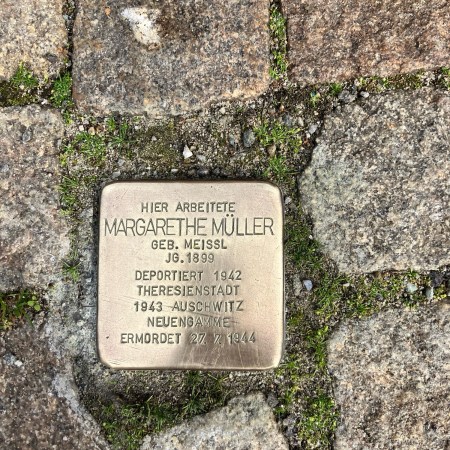 HIER ARBEITETE
MARGARETHE MÜLLER
GEB. MEISSL
JG. 1899
DEPORTIERT 1942
THERESIENSTADT
1943 AUSCHWITZ
NEUENGAMME
ERMORDET 27.7.1944